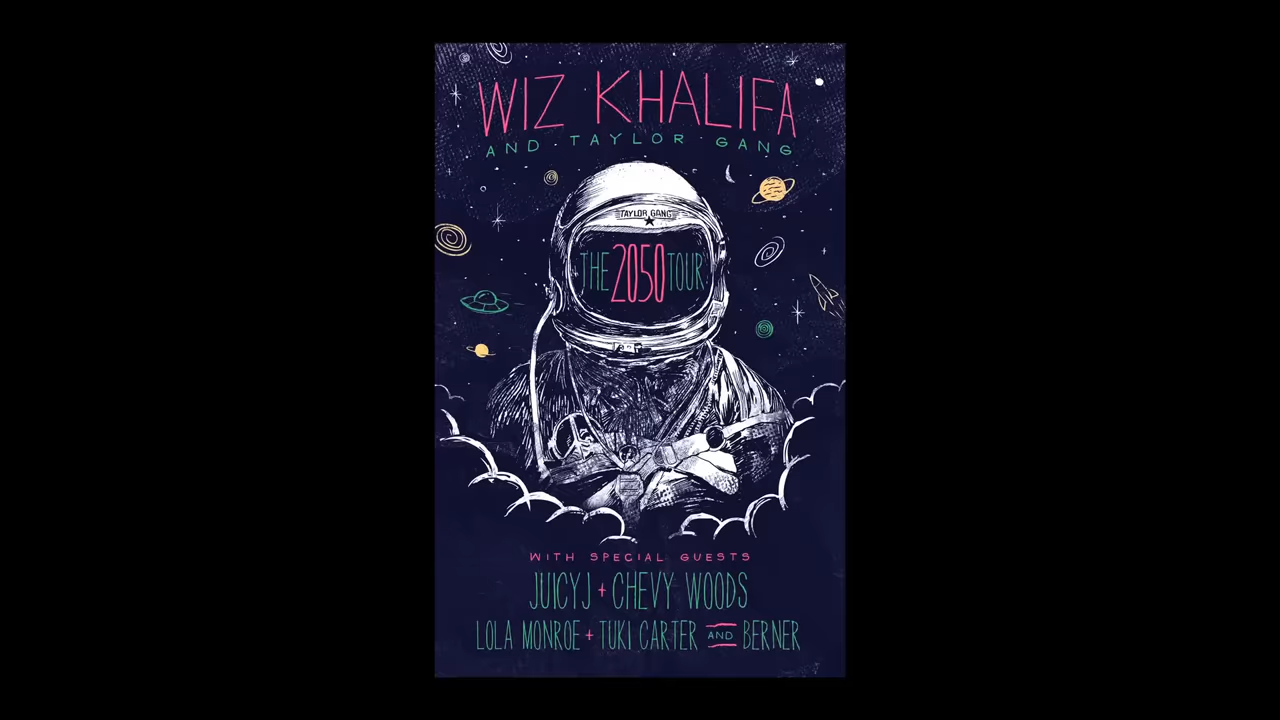 WIZ KHALIFA
AND · TAYLOR · GANG
TAYLOR GANG
THE 2050 TOUR
WITH SPECIAL GUESTS
JUICY J + CHEVY WOODS
LOLA MONROE + TUKI CARTER AND BERNER